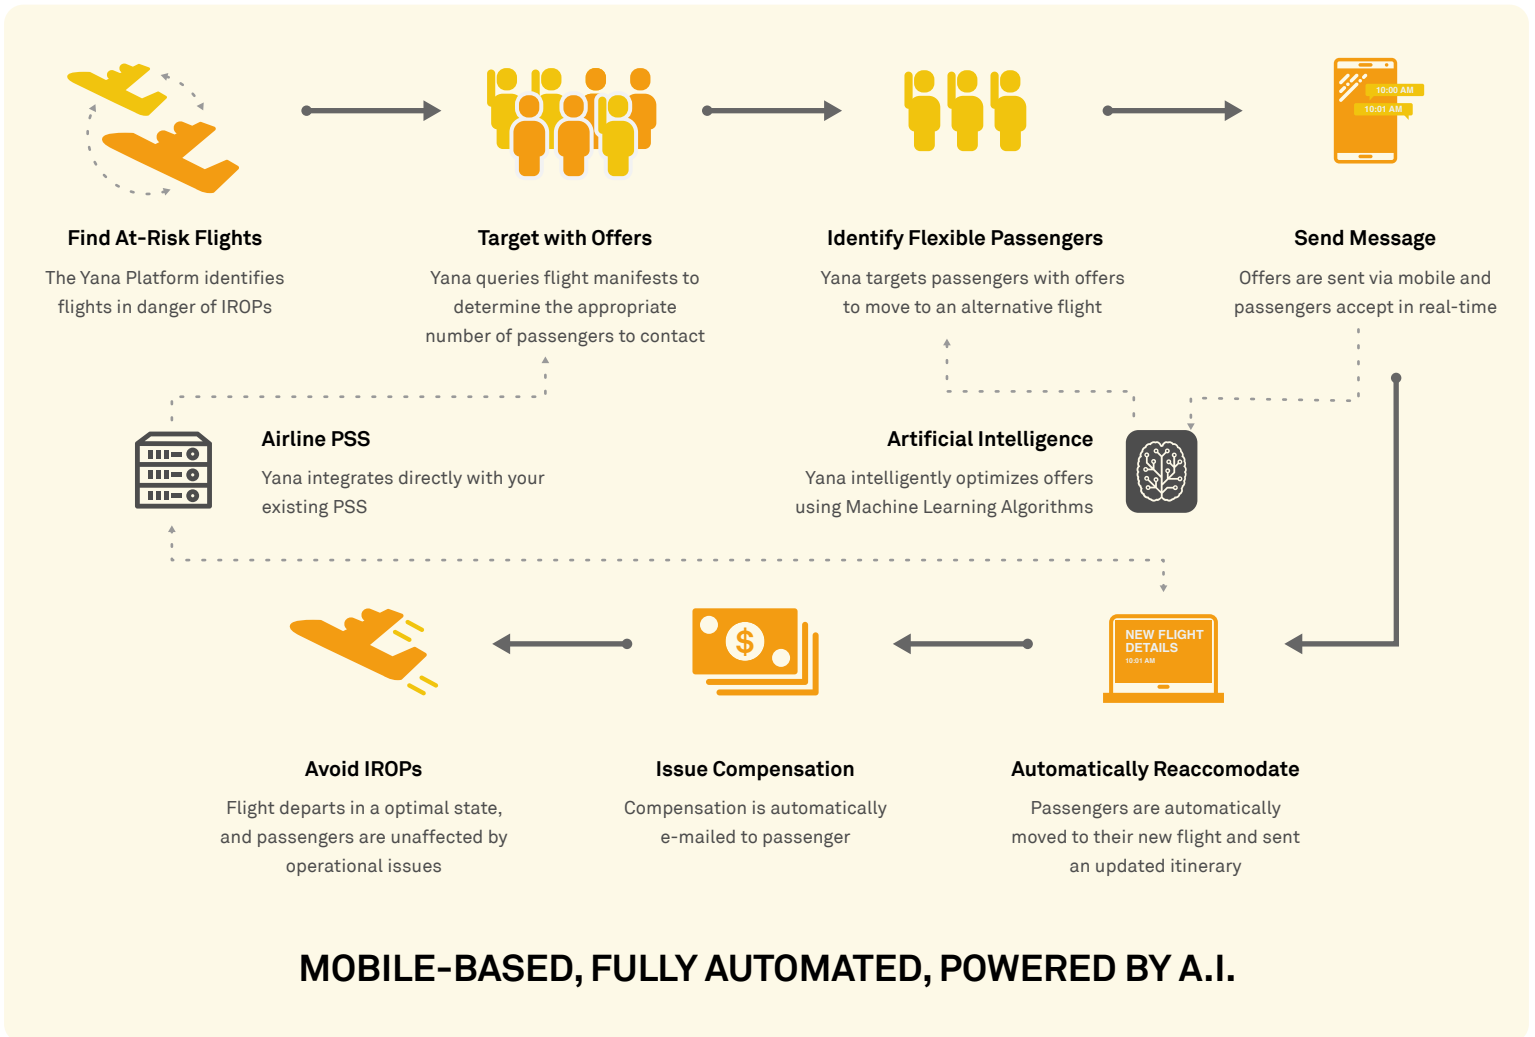 10:00 AM
10:01 AM
Find At-Risk Flights
The Yana Platform identifies
flights in danger of IROPs
Target with Offers
Yana queries flight manifests to
determine the appropriate
number of passengers to contact
Identify Flexible Passengers
Yana targets passengers with offers
to move to an alternative flight
Send Message
Offers are sent via mobile and
passengers accept in real-time
Airline PSS
Yana integrates directly with your
existing PSS
Artificial Intelligence
Yana intelligently optimizes offers
using Machine Learning Algorithms
$
NEW FLIGHT
DETAILS
10:01 AM
Avoid IROPs
Flight departs in a optimal state,
and passengers are unaffected by
operational issues
Issue Compensation
Compensation is automatically
e-mailed to passenger
Automatically Reaccomodate
Passengers are automatically
moved to their new flight and sent
an updated itinerary
MOBILE-BASED, FULLY AUTOMATED, POWERED BY A.I.